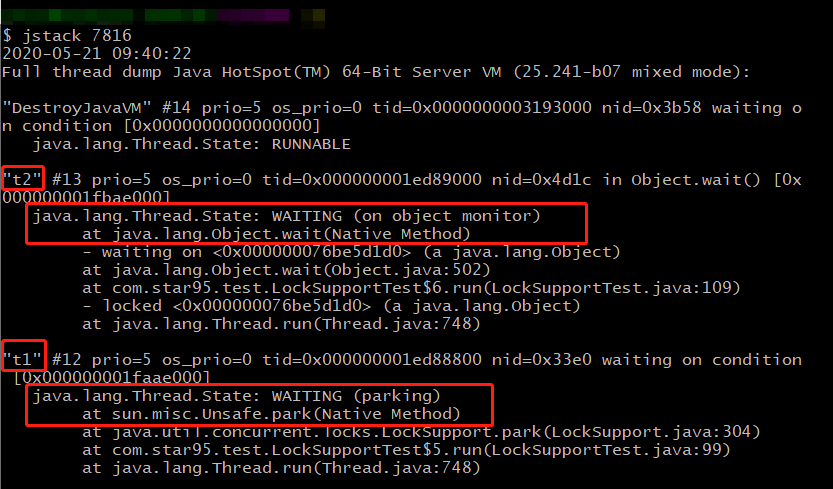 $ jstack 7816
2020-05-21 09:40:22
Full thread dump Java HotSpot(TM) 64-Bit Server VM (25.241-b07 mixed mode):
"DestroyJavaVM" #14 prio=5 os_prio=0 tid=0x0000000003193000 nid=0x3b58 waiting o
n condition [0x0000000000000000]
java.lang.Thread.State: RUNNABLE
"t2" #13 prio=5 os_prio=0 tid=0x000000001ed89000 nid=0x4d1c in Object.wait() [0x
000000001fbae000]
java.lang.Thread.State: WAITING (on object monitor)
at java.lang.Object.wait(Native Method)
- waiting on <0x000000076be5d1d0> (a java.lang.Object)
at java.lang.Object.wait(Object.java:502)
at com.star95.test.LockSupportTest$6.run(LockSupportTest.java:109)
- locked <0x000000076be5d1d0> (a java.lang.Object)
at java.lang.Thread.run(Thread.java:748)
"t1" #12 prio=5 os_prio=0 tid=0x000000001ed88800 nid=0x33e0 waiting on condition
[0x000000001faae000]
java.lang.Thread.State: WAITING (parking)
at sun.misc.Unsafe.park(Native Method)
at java.util.concurrent.locks.LockSupport.park(LockSupport.java:304)
at com.star95.test.LockSupportTest$5.run(LockSupportTest.java:99)
at java.lang.Thread.run(Thread.java:748)